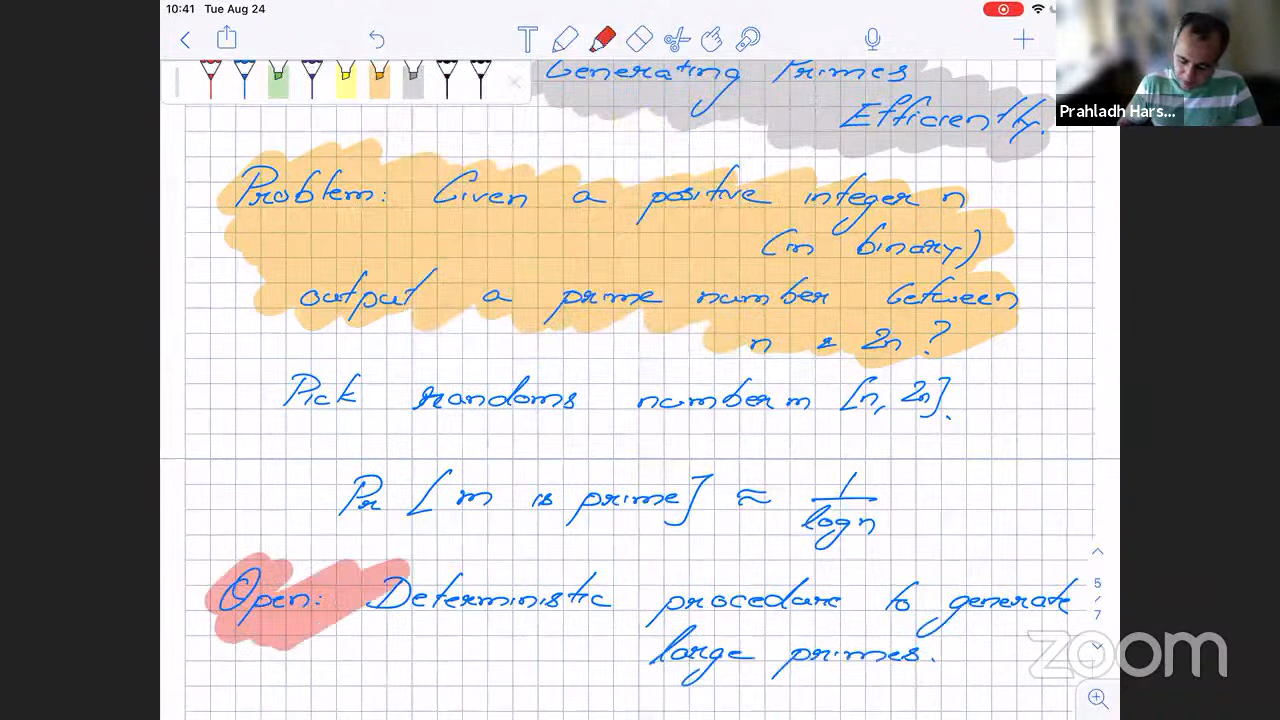 10:41 Tue Aug 24
Generating Primes
Efficiently.
Prahladh Hars...
Problem: Given a positive integer n
(in binary)
output a prime number between
n & 2n ?
Pick randoms number m [n, 2n].
Pr [m is prime] ≈ 1/logn
Open: Deterministic procedure to generate
large primes.
5
7
zoom